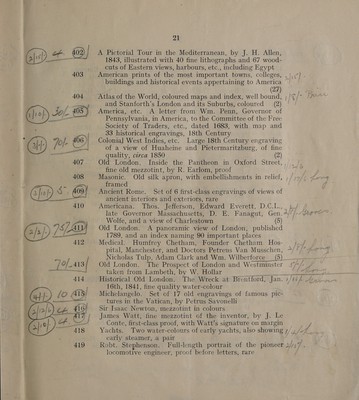 21
402 A Pictorial Tour in the Mediterranean, by J. H. Allen,
1843, illustrated with 40 fine lithographs and 67 wood-
cuts of Eastern views, harbours, etc., including Egypt
403 American prints of the most important towns, colleges,
buildings and historical events appertaining to America
(27)
404 Atlas of the World, coloured maps and index, well bound,
and Stanforth's London and its Suburbs, coloured (2)
405 America, etc. A letter from Wm. Penn, Governor of
Pennsylvania, in America, to the Committee of the Free
Society of Traders, etc., dated 1683, with map and
33 historical engravings, 18th Century
406 Colonial West Indies, etc. Large 18th Century engraving
of a view of Huaheine and Pietermaritzburg, of fine
quality, circa 1850 (2)
407 Old London. Inside the Pantheon in Oxford Street,
fine old mezzotint, by R. Earlom, proof
408 Masonic. Old silk apron, with embellishments in relief,
framed
409 Ancient Rome. Set of 6 first-class engravings of views of
ancient interiors and exteriors, rare
410 Americana. Thos. Jefferson, Edward Everett, D.C.L.,
late Governor Massachusetts, D. E. Fanagut, Gen.
Wolfe, and a view of Charlestown (5)
411 Old London. A panoramic view of London, published
1789, and an index naming 90 important places
412 Medical. Humfrey Chetham, Founder Chetham Hos-
pital, Manchester, and Doctors Petreus Van Musschen,
Nicholas Tulp, Adam Clark and Wm. Wilberforce (5)
413 Old London. The Prospect of London and Westminster
taken from Lambeth, by W. Hollar
414 Historical Old London. The Wreck at Brentford, Jan.
16th, 1841, fine quality water-colour
415 Michelangelo. Set of 17 old engravings of famous pic-
tures in the Vatican, by Petrus Savonelli
416 Sir Isaac Newton, mezzotint in colours
417 James Watt, fine mezzotint of the inventor, by J. Le
Conte, first-class proof, with Watt's signature on margin
418 Yachts. Two water-colours of early yachts, also showing
early steamer, a pair
419 Robt. Stephenson. Full-length portrait of the pioneer
locomotive engineer, proof before letters, rare